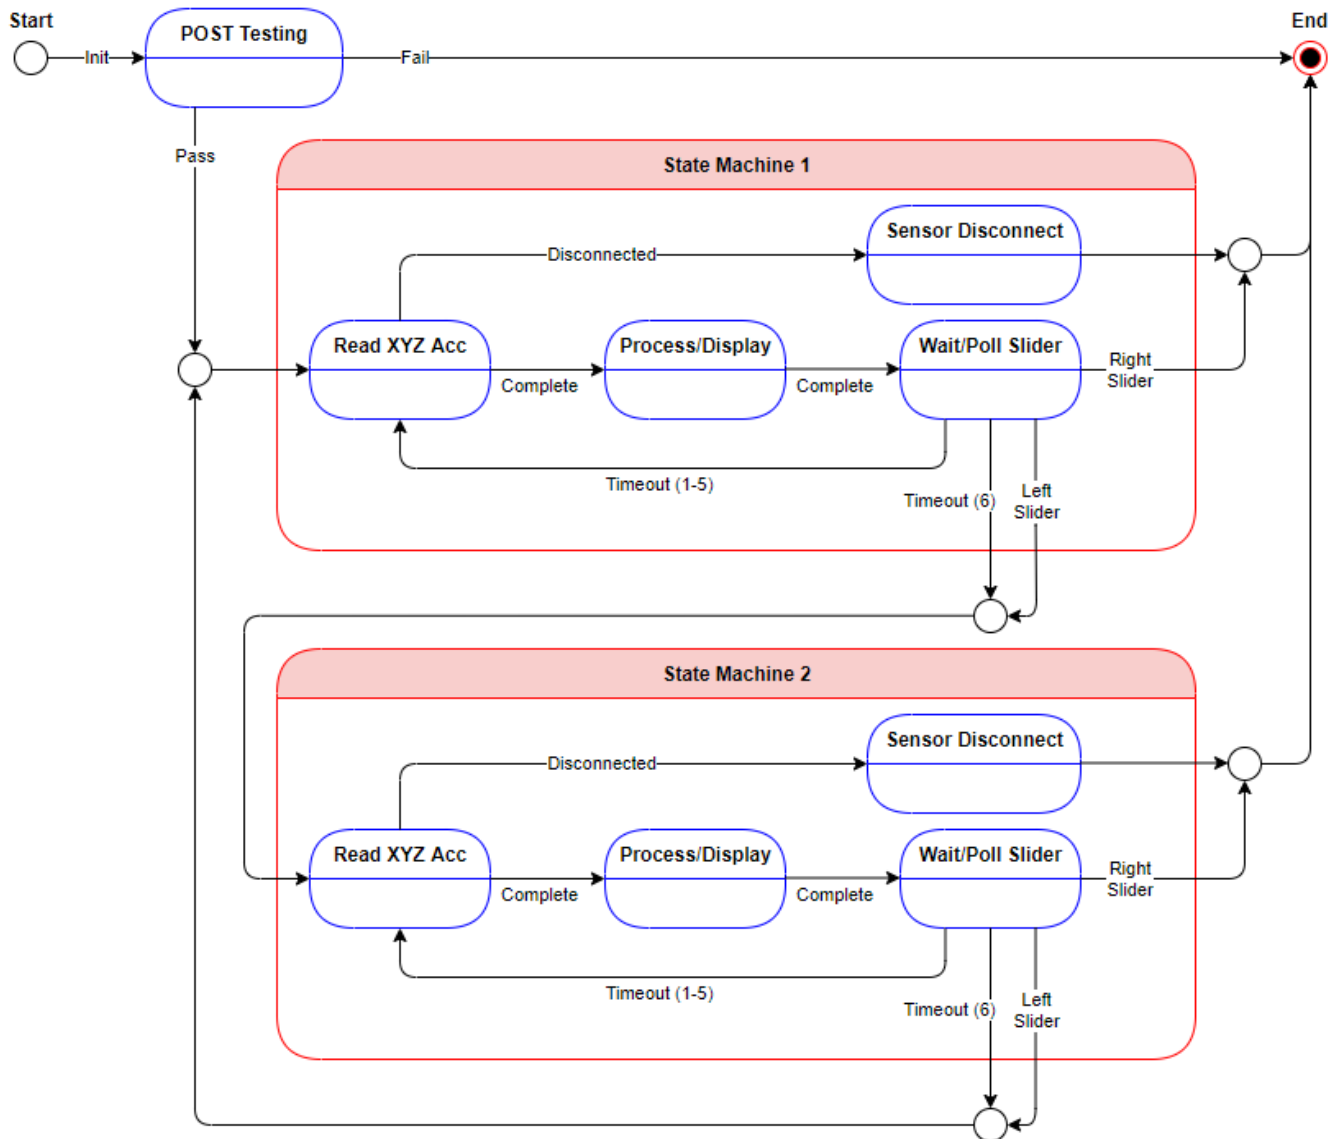 Start
End
POST Testing
Init
Fail
Pass
State Machine 1
Sensor Disconnect
Disconnected
Read XYZ Acc
Process/Display
Wait/Poll Slider
Complete
Complete
Right
Slider
Timeout (1-5)
Timeout (6)
Left
Slider
State Machine 2
Sensor Disconnect
Disconnected
Read XYZ Acc
Process/Display
Wait/Poll Slider
Complete
Complete
Right
Slider
Timeout (1-5)
Timeout (6)
Left
Slider